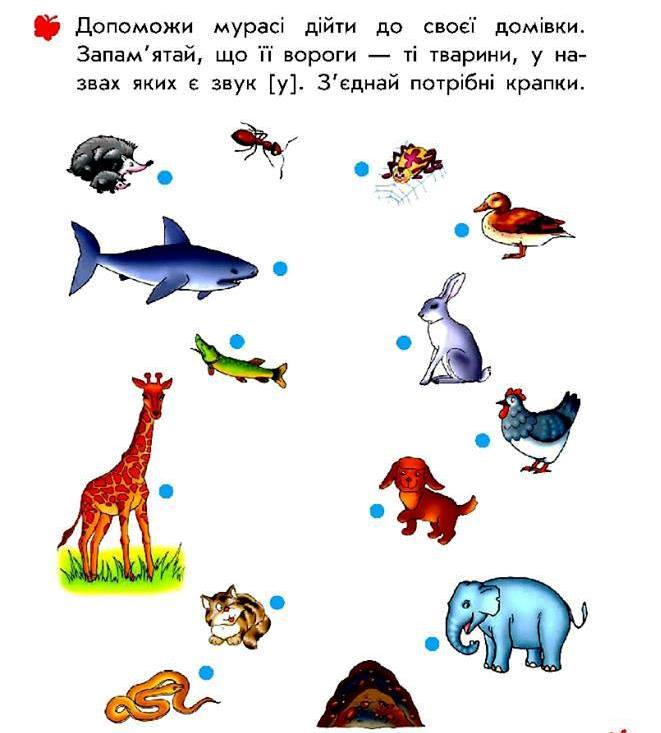 Допоможи мурасі дійти до своєї домівки.
Запам’ятай, що її вороги — ті тварини, у на-
звах яких є звук [у]. З’єднай потрібні крапки.